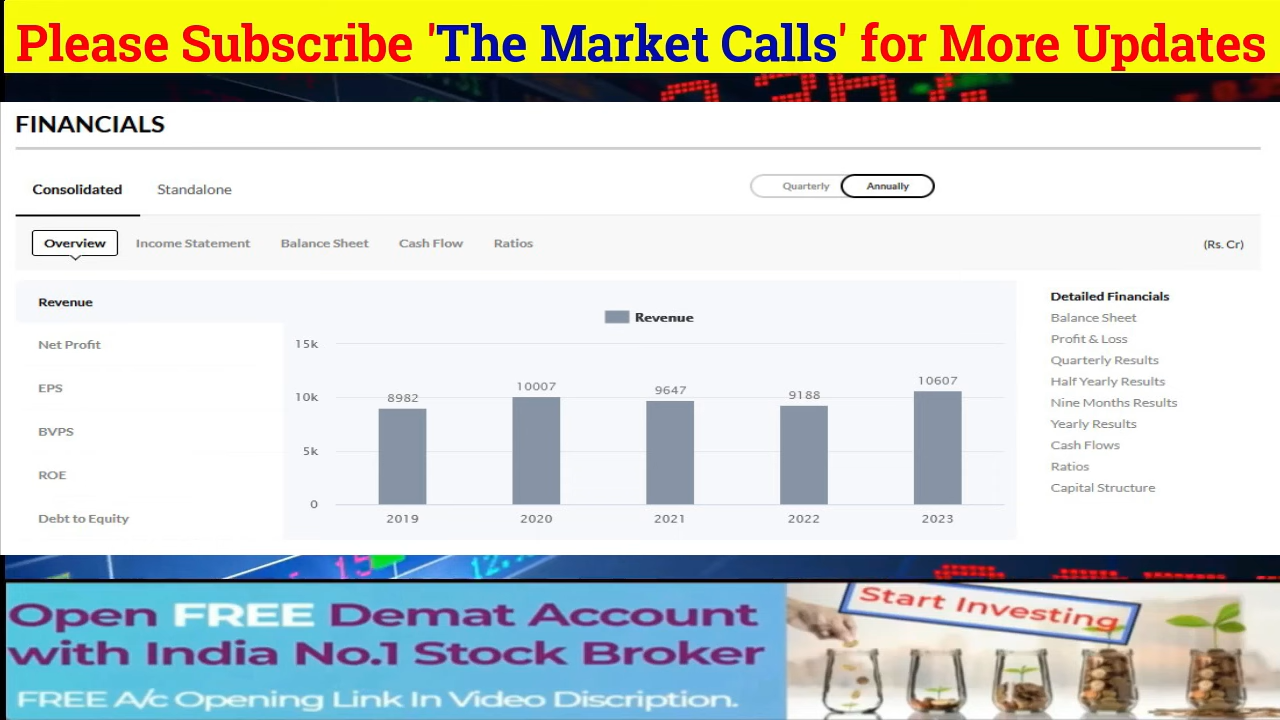 Please Subscribe 'The Market Calls' for More Updates
FINANCIALS
Consolidated Standalone
Quarterly Annually
Overview Income Statement Balance Sheet Cash Flow Ratios (Rs. Cr)
Revenue
Net Profit
EPS
BVPS
ROE
Debt to Equity
Revenue
15k
10k
5k
0
8982 10007 9647 9188 10607
2019 2020 2021 2022 2023
Detailed Financials
Balance Sheet
Profit & Loss
Quarterly Results
Half Yearly Results
Nine Months Results
Yearly Results
Cash Flows
Ratios
Capital Structure
Open FREE Demat Account
with India No.1 Stock Broker
FREE A/c Opening Link In Video Discription.
Start Investing